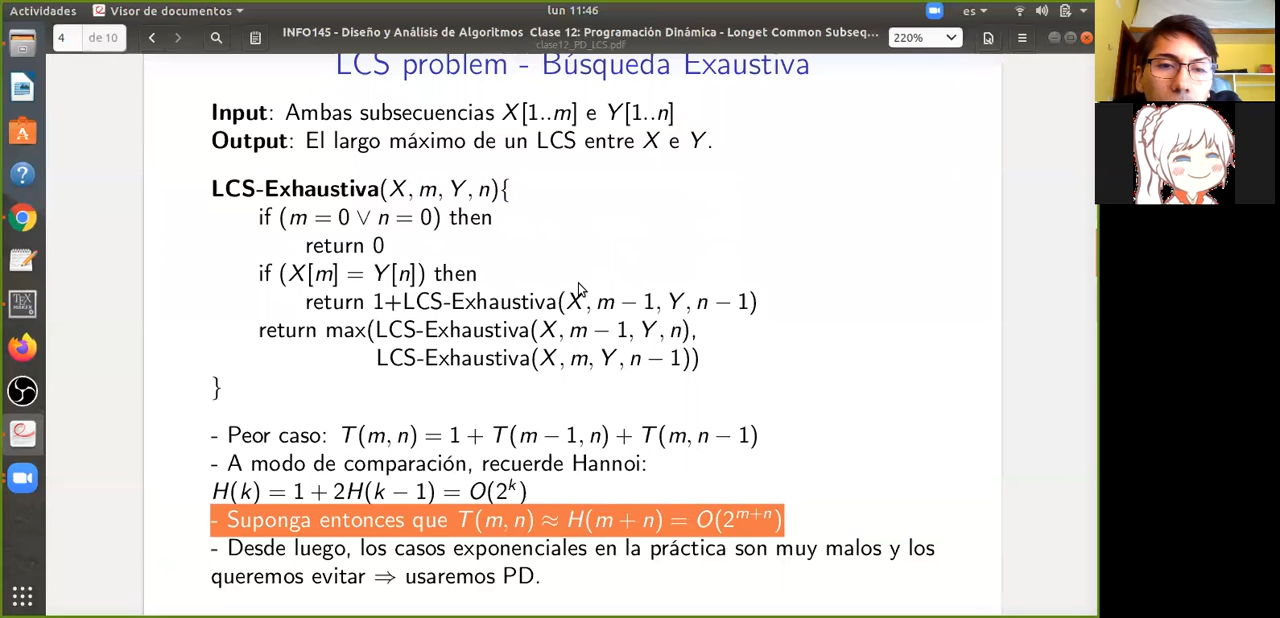 Actividades
Visor de documentos
lun 11:46
es
4
de 10
INFO145 - Diseño y Análisis de Algoritmos Clase 12: Programación Dinámica - Longet Common Subseq...
clase12_PD_LCS.pdf
220%
LCS problem - Búsqueda Exaustiva
Input: Ambas subsecuencias X[1..m] e Y[1..n]
Output: El largo máximo de un LCS entre X e Y.
LCS-Exhaustiva(X, m, Y, n){
if (m = 0 ∨ n = 0) then
return 0
if (X[m] = Y[n]) then
return 1+LCS-Exhaustiva(X, m − 1, Y, n − 1)
return max(LCS-Exhaustiva(X, m − 1, Y, n),
LCS-Exhaustiva(X, m, Y, n − 1))
}
- Peor caso: T(m, n) = 1 + T(m − 1, n) + T(m, n − 1)
- A modo de comparación, recuerde Hannoi:
H(k) = 1 + 2H(k − 1) = O(2^k)
- Suponga entonces que T(m, n) ≈ H(m + n) = O(2^{m+n})
- Desde luego, los casos exponenciales en la práctica son muy malos y los
queremos evitar ⇒ usaremos PD.